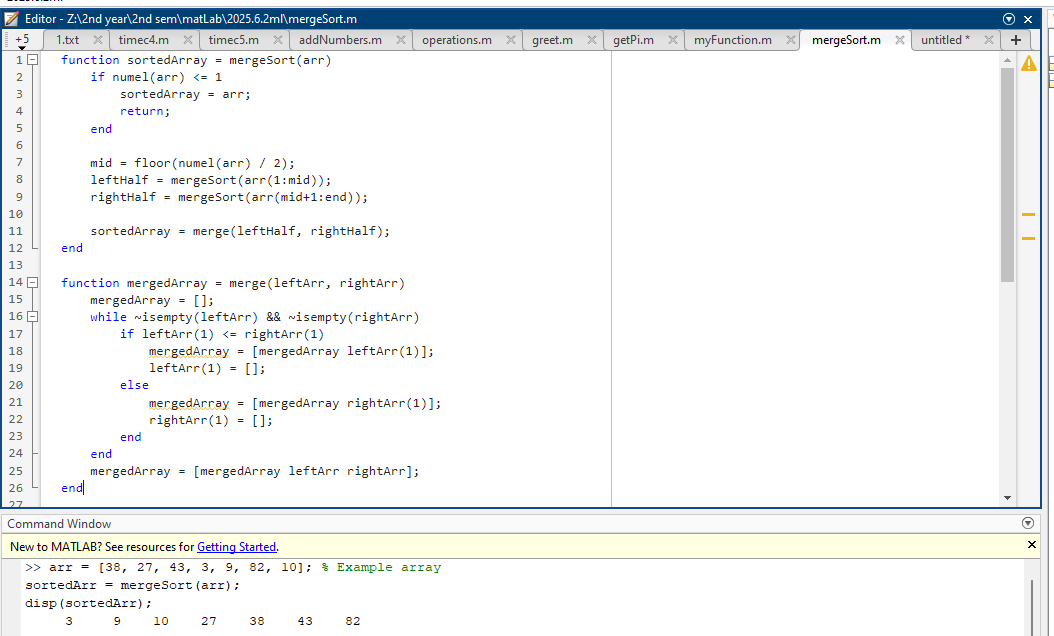 Editor - Z:\2nd year\2nd sem\matLab\2025.6.2ml\mergeSort.m
+5 1.txt timec4.m timec5.m addNumbers.m operations.m greet.m getPi.m myFunction.m mergeSort.m untitled * +
1 function sortedArray = mergeSort(arr)
2 if numel(arr) <= 1
3 sortedArray = arr;
4 return;
5 end
6
7 mid = floor(numel(arr) / 2);
8 leftHalf = mergeSort(arr(1:mid));
9 rightHalf = mergeSort(arr(mid+1:end));
10
11 sortedArray = merge(leftHalf, rightHalf);
12 end
13
14 function mergedArray = merge(leftArr, rightArr)
15 mergedArray = [];
16 while ~isempty(leftArr) && ~isempty(rightArr)
17 if leftArr(1) <= rightArr(1)
18 mergedArray = [mergedArray leftArr(1)];
19 leftArr(1) = [];
20 else
21 mergedArray = [mergedArray rightArr(1)];
22 rightArr(1) = [];
23 end
24 end
25 mergedArray = [mergedArray leftArr rightArr];
26 end
27
Command Window
New to MATLAB? See resources for Getting Started.
>> arr = [38, 27, 43, 3, 9, 82, 10]; % Example array
sortedArr = mergeSort(arr);
disp(sortedArr);
3 9 10 27 38 43 82